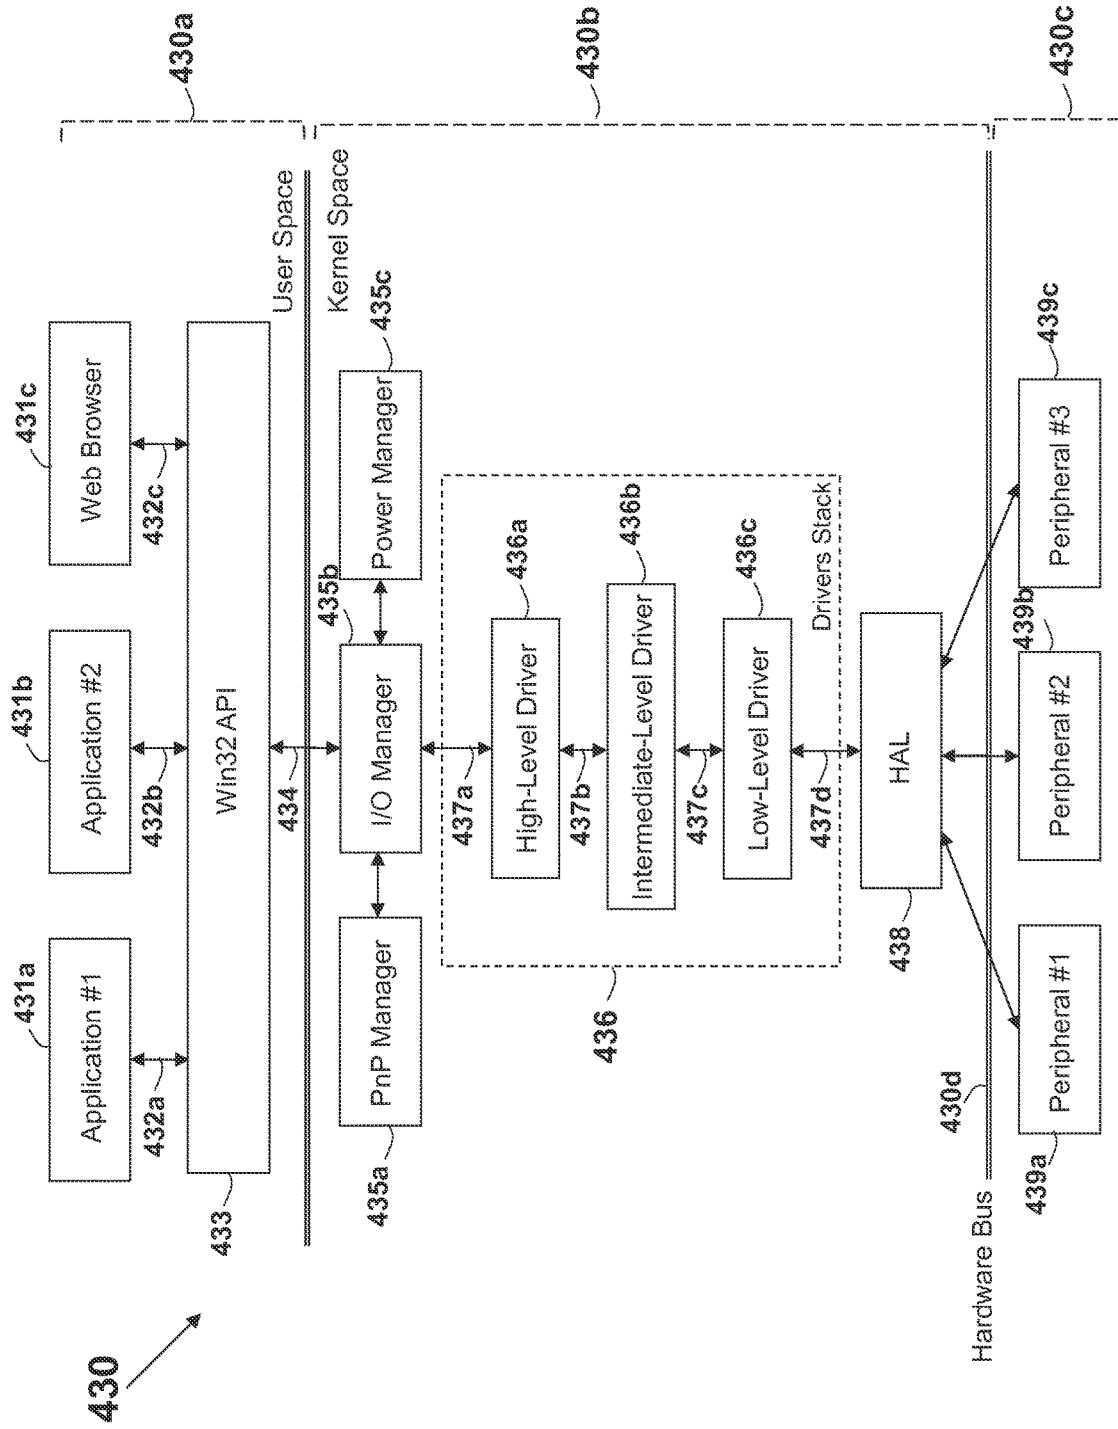 430
431a
Application #1
431b
Application #2
431c
Web Browser
430a
432a
432b
432c
433
Win32 API
User Space
434
Kernel Space
435a
PnP Manager
435b
I/O Manager
435c
Power Manager
430b
437a
436a
High-Level Driver
437b
436b
Intermediate-Level Driver
437c
436c
Low-Level Driver
437d
Drivers Stack
436
438
HAL
430d
Hardware Bus
439a
Peripheral #1
439b
Peripheral #2
439c
Peripheral #3
430c